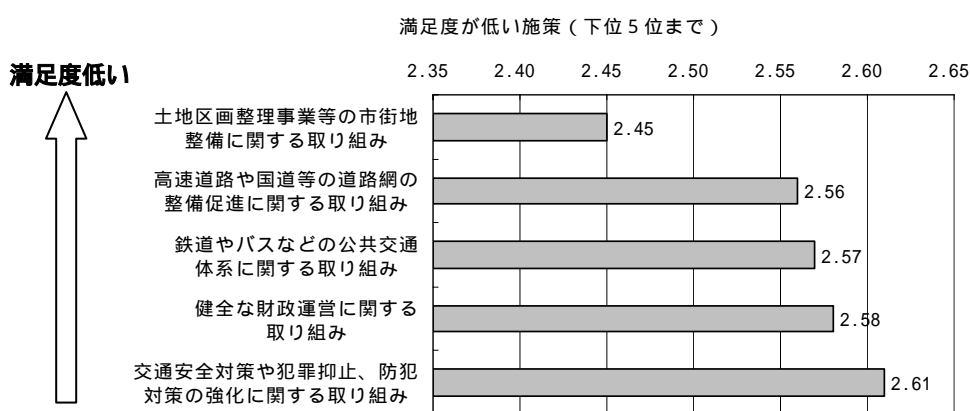 満足度が低い施策（下位５位まで）
満足度低い
2.35 2.40 2.45 2.50 2.55 2.60 2.65
土地区画整理事業等の市街地
整備に関する取り組み
2.45
高速道路や国道等の道路網の
整備促進に関する取り組み
2.56
鉄道やバスなどの公共交通
体系に関する取り組み
2.57
健全な財政運営に関する
取り組み
2.58
交通安全対策や犯罪抑止、防犯
対策の強化に関する取り組み
2.61